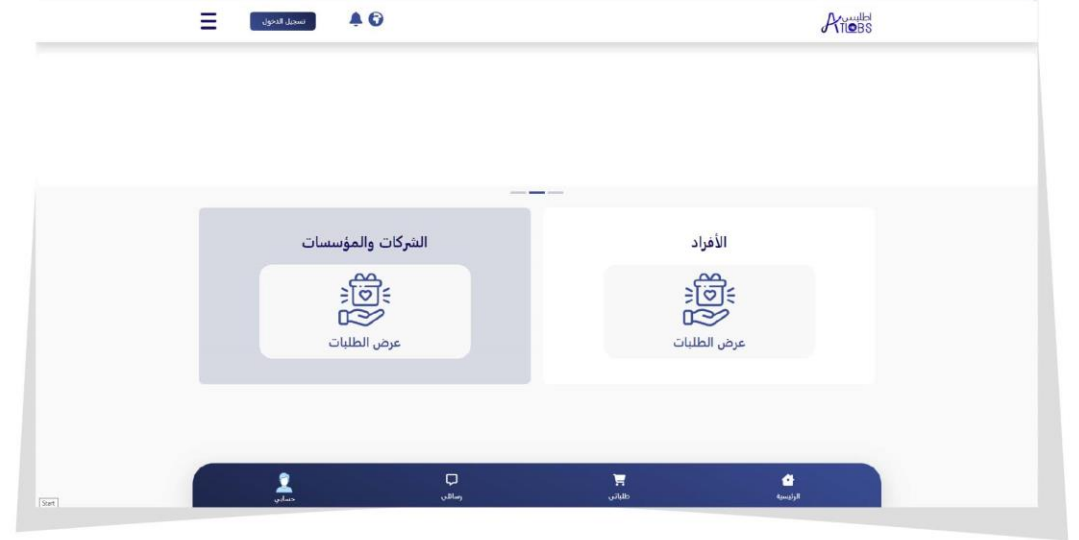 اطلبس
ATLOBS
تسجيل الدخول
الأفراد
عرض الطلبات
الشركات والمؤسسات
عرض الطلبات
الرئيسية
طلباتي
رسائلي
حسابي
Start